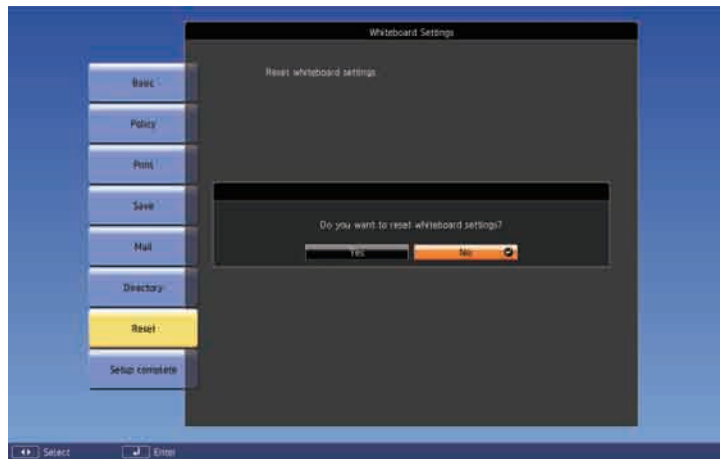 Whiteboard Settings
Reset whiteboard settings.
Basic
Policy
Print
Save
Mail
Directory
Reset
Setup complete
Do you want to reset whiteboard settings?
Yes
No
Select
Enter